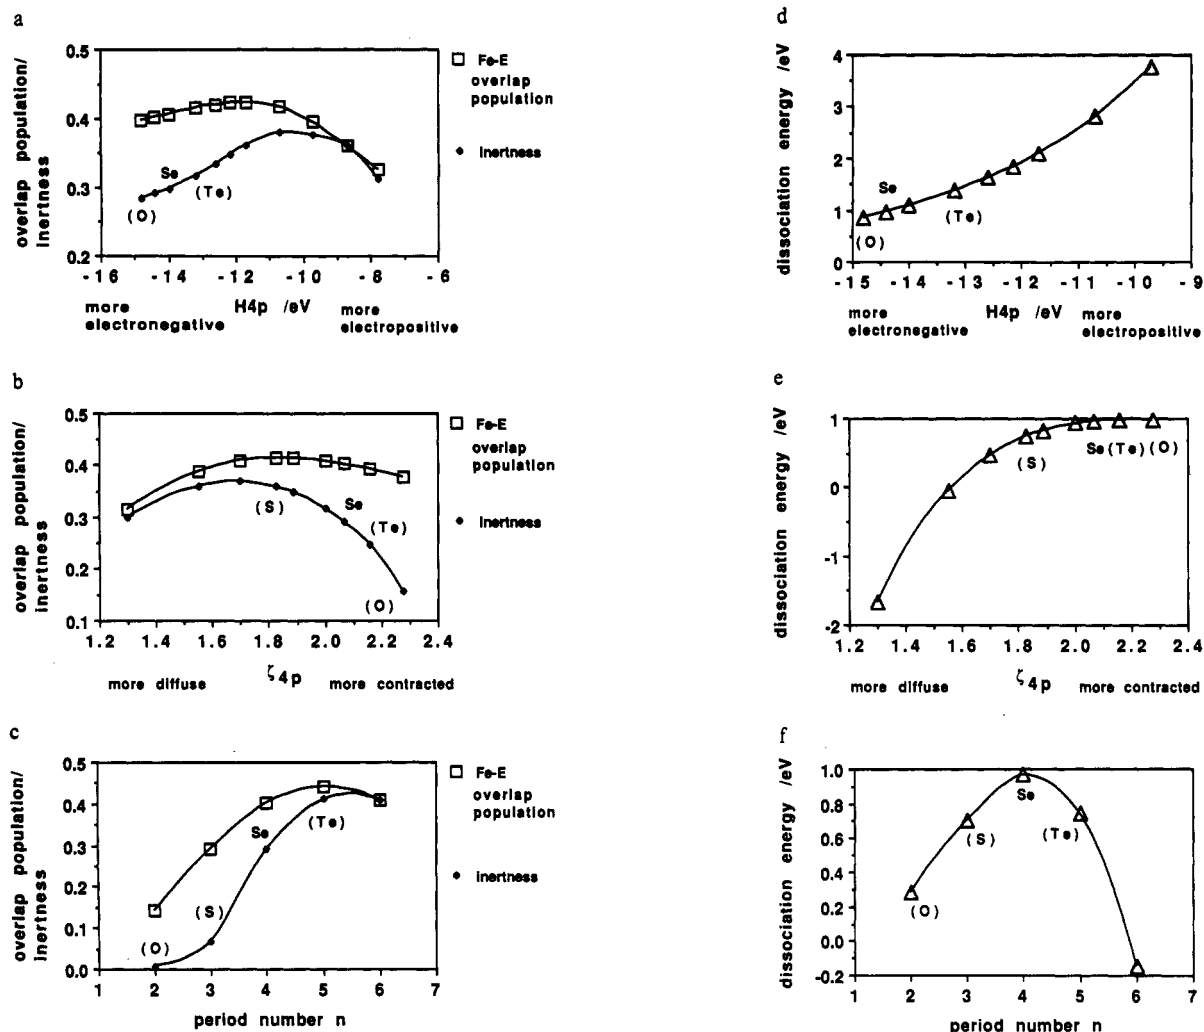 a
overlap population/
inertness
0.5
0.4
0.3
0.2
Se
(Te)
(O)
-16 -14 -12 -10 -8 -6
more
electronegative
H4p /eV
more
electropositive
Fe-E
overlap
population
inertness
d
dissociation energy /eV
4
3
2
1
0
Se
(Te)
(O)
-15 -14 -13 -12 -11 -10 -9
more
electronegative
H4p /eV
more
electropositive
b
overlap population/
inertness
0.5
0.4
0.3
0.2
0.1
(S)
Se
(Te)
(O)
1.2 1.4 1.6 1.8 2.0 2.2 2.4
more diffuse ζ4p more contracted
Fe-E
overlap
population
inertness
e
dissociation energy /eV
1
0
-1
-2
Se(Te)(O)
(S)
1.2 1.4 1.6 1.8 2.0 2.2 2.4
more diffuse ζ4p more contracted
c
overlap population/
inertness
0.5
0.4
0.3
0.2
0.1
0.0
Se
(Te)
(S)
(O)
1 2 3 4 5 6 7
period number n
Fe-E
overlap
population
inertness
f
dissociation energy /eV
1.0
0.8
0.6
0.4
0.2
0.0
-0.2
Se
(S)
(Te)
(O)
1 2 3 4 5 6 7
period number n